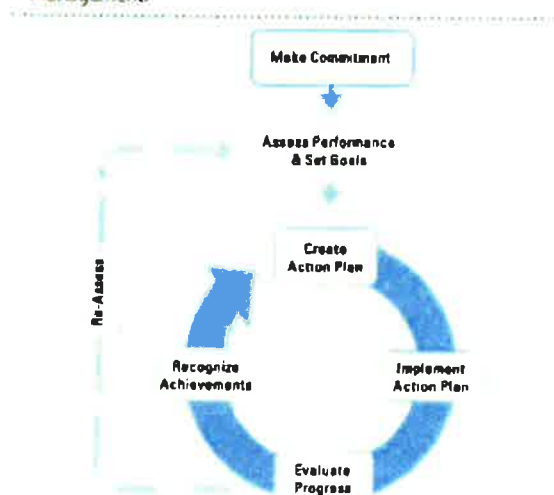 Make Commitment
Assess Performance
& Set Goals
Create
Action Plan
Implement
Action Plan
Evaluate
Progress
Recognize
Achievements
Re-Assess